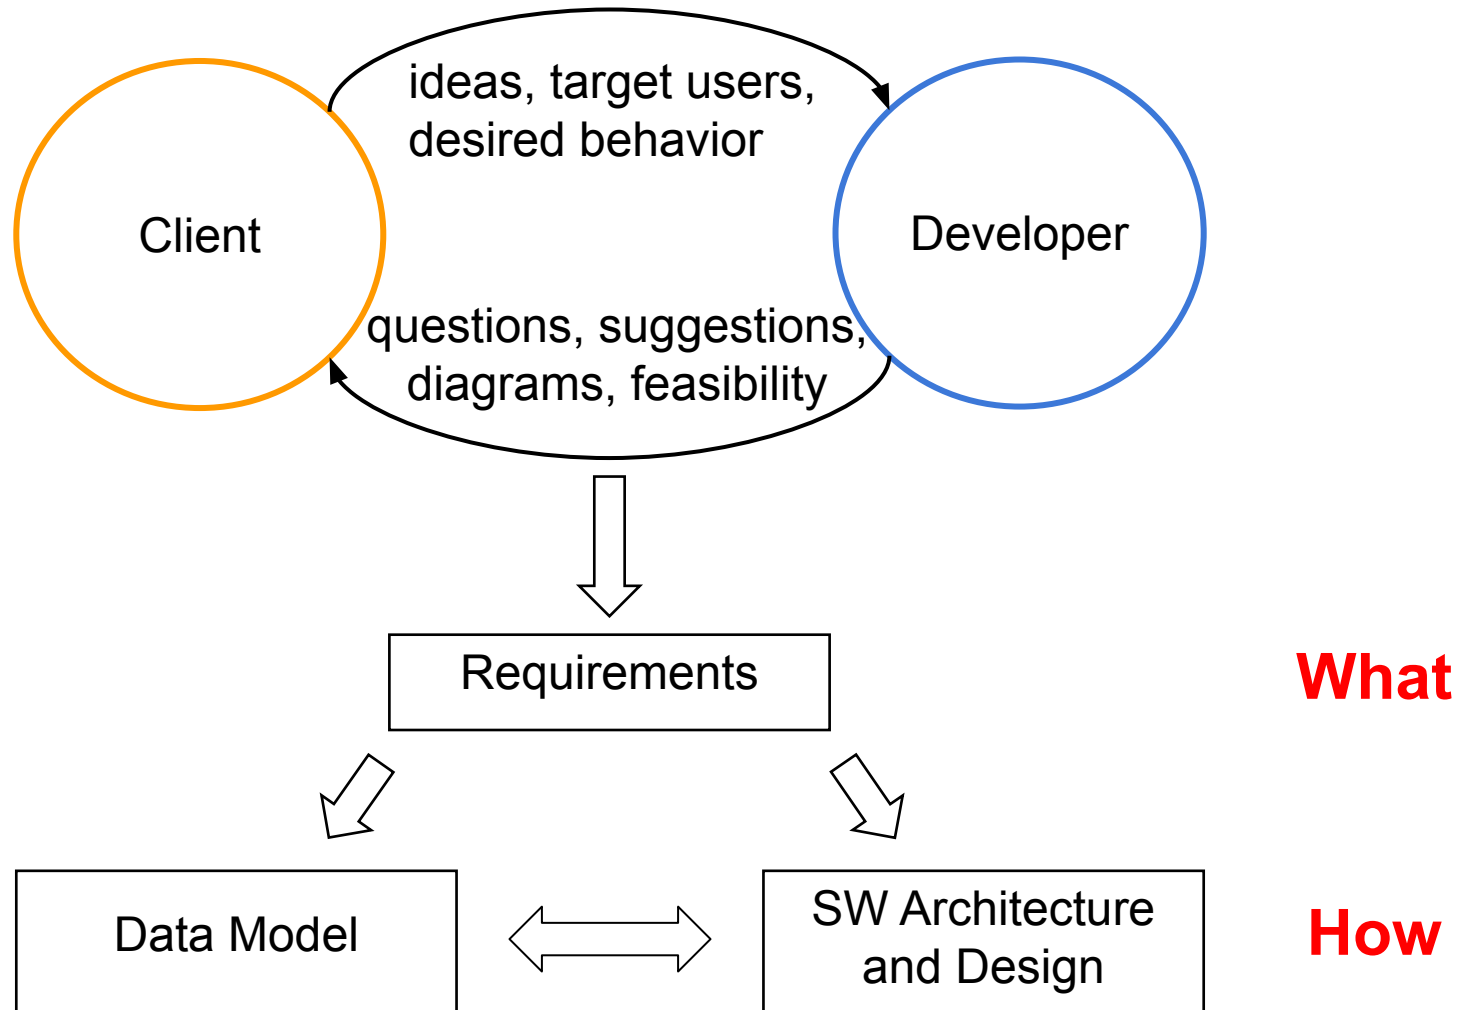 ideas, target users,
desired behavior
Client
Developer
questions, suggestions,
diagrams, feasibility
Requirements
What
Data Model
SW Architecture
and Design
How